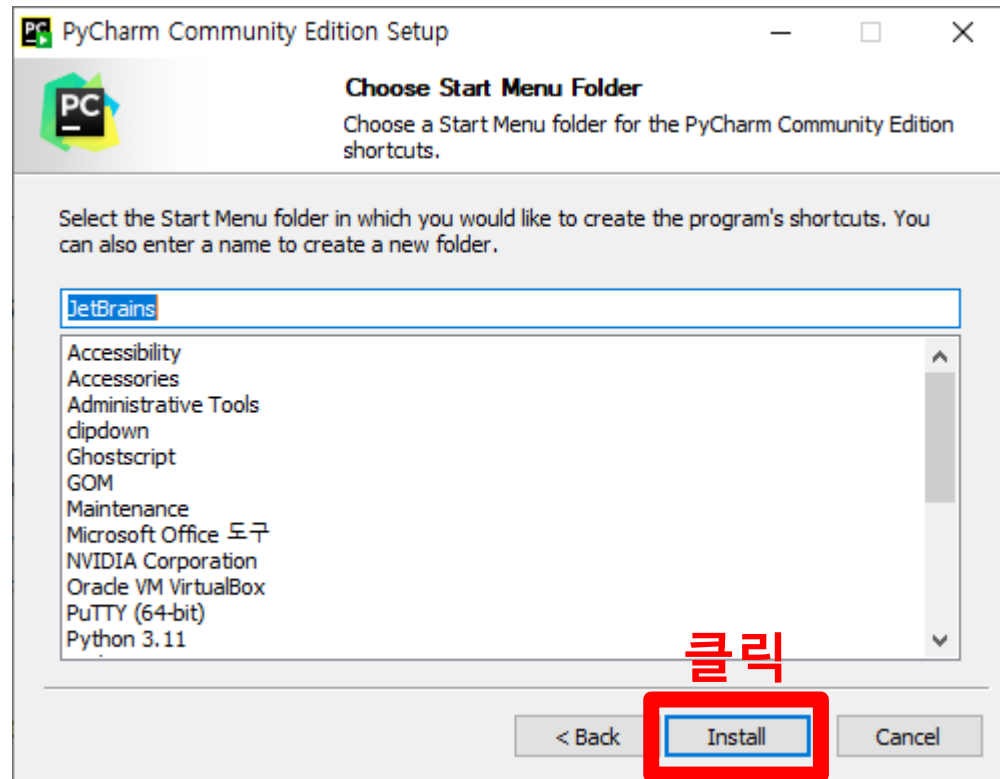 PyCharm Community Edition Setup
PC
Choose Start Menu Folder
Choose a Start Menu folder for the PyCharm Community Edition
shortcuts.
Select the Start Menu folder in which you would like to create the program's shortcuts. You
can also enter a name to create a new folder.
JetBrains
Accessibility
Accessories
Administrative Tools
clipdown
Ghostscript
GOM
Maintenance
Microsoft Office 도구
NVIDIA Corporation
Oracle VM VirtualBox
PuTTY (64-bit)
Python 3.11
클릭
< Back
Install
Cancel